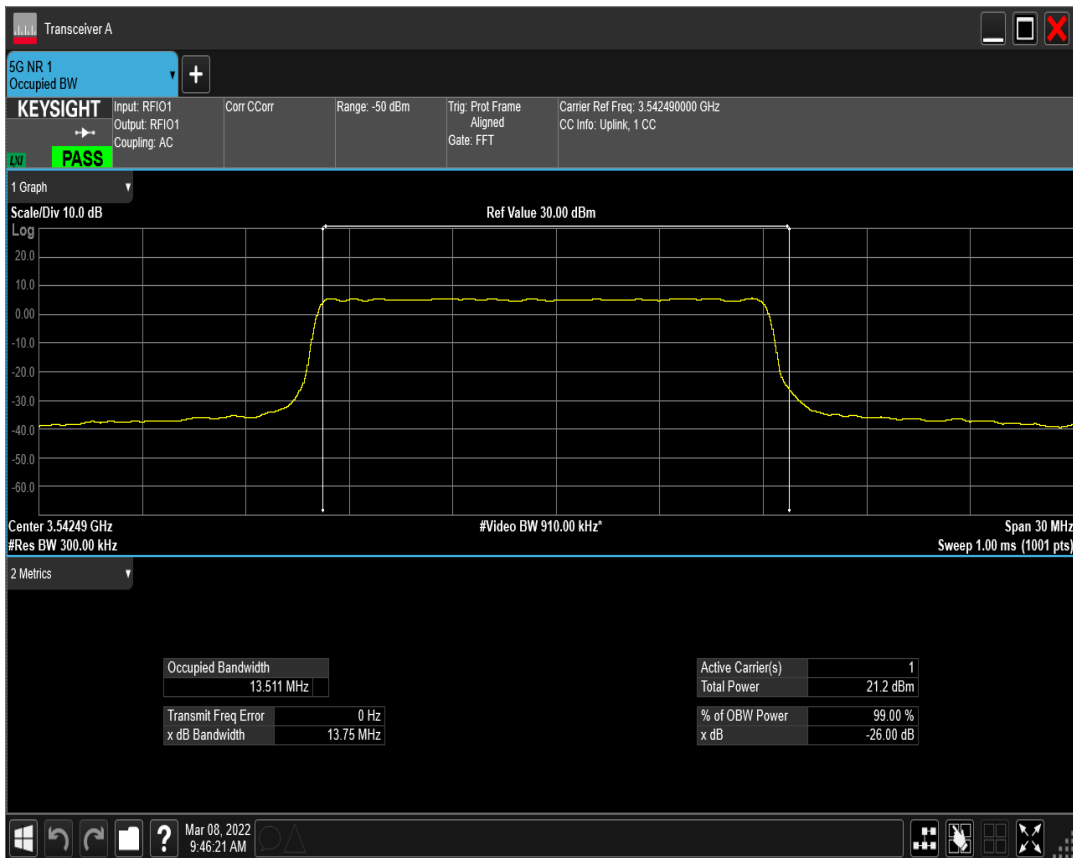 Transceiver A
5G NR 1
Occupied BW
+
KEYSIGHT
LXI
PASS
Input: RFIO1
Output: RFIO1
Coupling: AC
Corr CCorr
Range: -50 dBm
Trig: Prot Frame
Aligned
Gate: FFT
Carrier Ref Freq: 3.542490000 GHz
CC Info: Uplink, 1 CC
1 Graph
Scale/Div 10.0 dB
Ref Value 30.00 dBm
Log
20.0
10.0
0.00
-10.0
-20.0
-30.0
-40.0
-50.0
-60.0
Center 3.54249 GHz
#Video BW 910.00 kHz*
Span 30 MHz
#Res BW 300.00 kHz
Sweep 1.00 ms (1001 pts)
2 Metrics
Occupied Bandwidth
13.511 MHz
Transmit Freq Error 0 Hz
x dB Bandwidth 13.75 MHz
Active Carrier(s) 1
Total Power 21.2 dBm
% of OBW Power 99.00 %
x dB -26.00 dB
?
Mar 08, 2022
9:46:21 AM